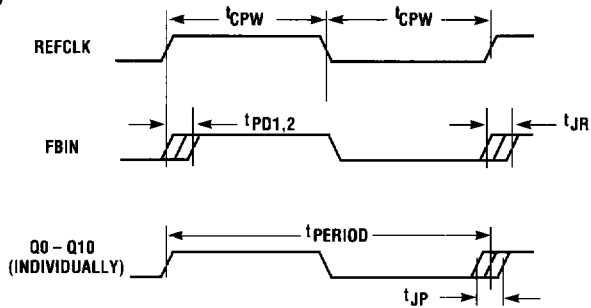 tCPW tCPW
REFCLK
tPD1,2
tJR
FBIN
tPERIOD
Q0 – Q10
(INDIVIDUALLY)
tJP